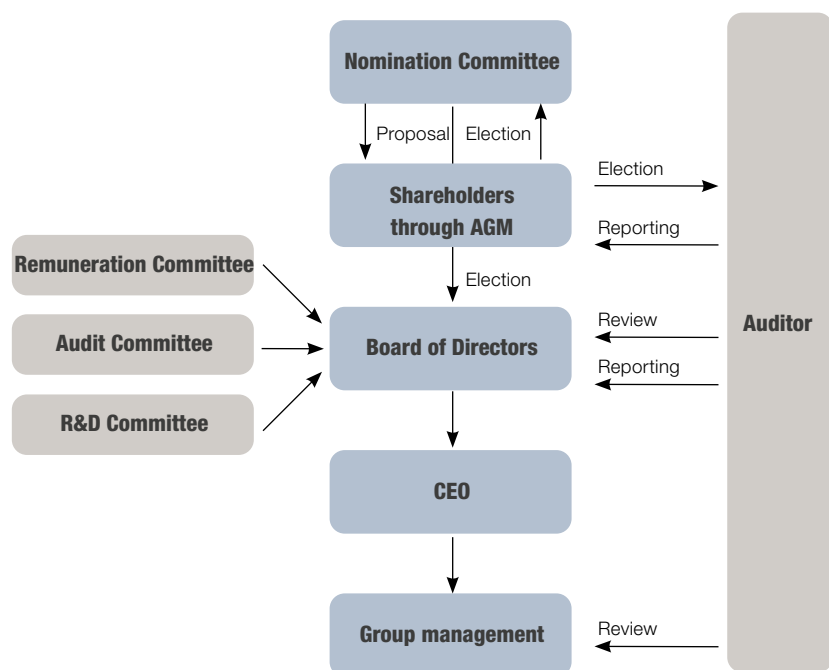 Nomination Committee
Proposal
Election
Shareholders
through AGM
Election
Reporting
Remuneration Committee
Election
Audit Committee
Board of Directors
Review
Reporting
Auditor
R&D Committee
CEO
Group management
Review